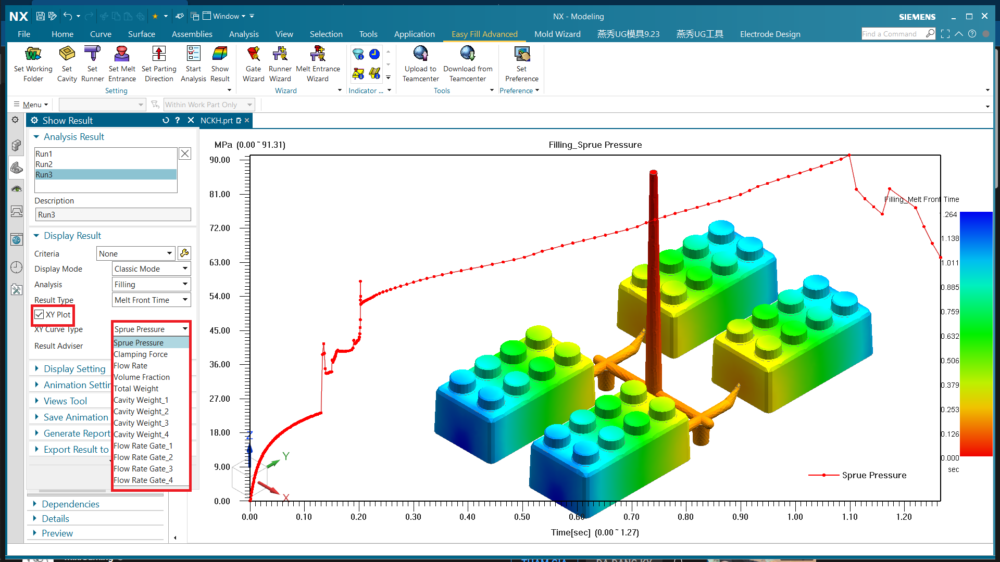 NX
Window
NX - Modeling
SIEMENS
File
Home
Curve
Surface
Assemblies
Analysis
View
Selection
Tools
Application
Easy Fill Advanced
Mold Wizard
燕秀UG模具9.23
燕秀UG工具
Electrode Design
Find a Command
Set Working Folder
Set Cavity
Set Runner
Set Melt Entrance
Set Parting Direction
Start Analysis
Show Result
Gate Wizard
Runner Wizard
Melt Entrance Wizard
Upload to Teamcenter
Download from Teamcenter
Set Preference
Setting
Wizard
Indicator ...
Tools
Preference
Menu
Within Work Part Only
Show Result
NCKH.prt
Analysis Result
Run1
Run2
Run3
Description
Run3
Display Result
Criteria
None
Display Mode
Classic Mode
Analysis
Filling
Result Type
Melt Front Time
XY Plot
XY Curve Type
Sprue Pressure
Result Adviser
Sprue Pressure
Clamping Force
Flow Rate
Volume Fraction
Total Weight
Cavity Weight_1
Cavity Weight_2
Cavity Weight_3
Cavity Weight_4
Flow Rate Gate_1
Flow Rate Gate_2
Flow Rate Gate_3
Flow Rate Gate_4
Display Setting
Animation Settin
Views Tool
Save Animation
Generate Report
Export Result to
Dependencies
Details
Preview
MPa (0.00~91.31)
Filling_Sprue Pressure
90.00
81.00
72.00
63.00
54.00
45.00
36.00
27.00
18.00
9.00
0.00
0.00
0.10
0.20
0.30
0.40
0.50
0.60
0.70
0.80
0.90
1.00
1.10
1.20
Time[sec] (0.00~1.27)
Z
Y
X
Sprue Pressure
Filling_Melt Front Time
.264
1.138
1.011
0.885
0.759
0.632
0.506
0.379
0.253
0.126
0.000
sec